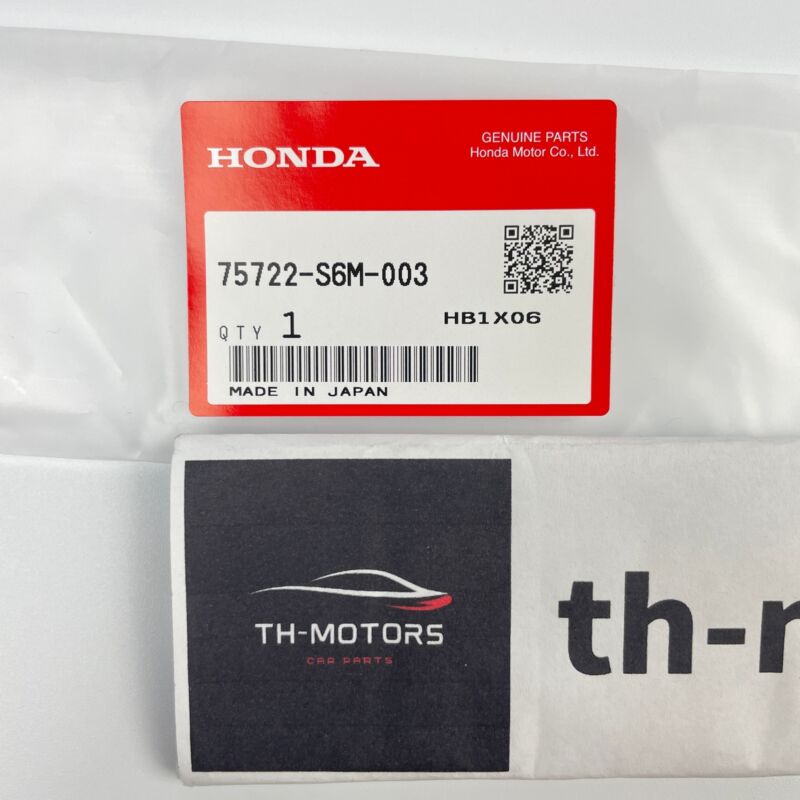 HONDA
GENUINE PARTS
Honda Motor Co., Ltd.
75722-S6M-003
HB1X06
QTY 1
MADE IN JAPAN
TH-MOTORS
CAR PARTS
th-